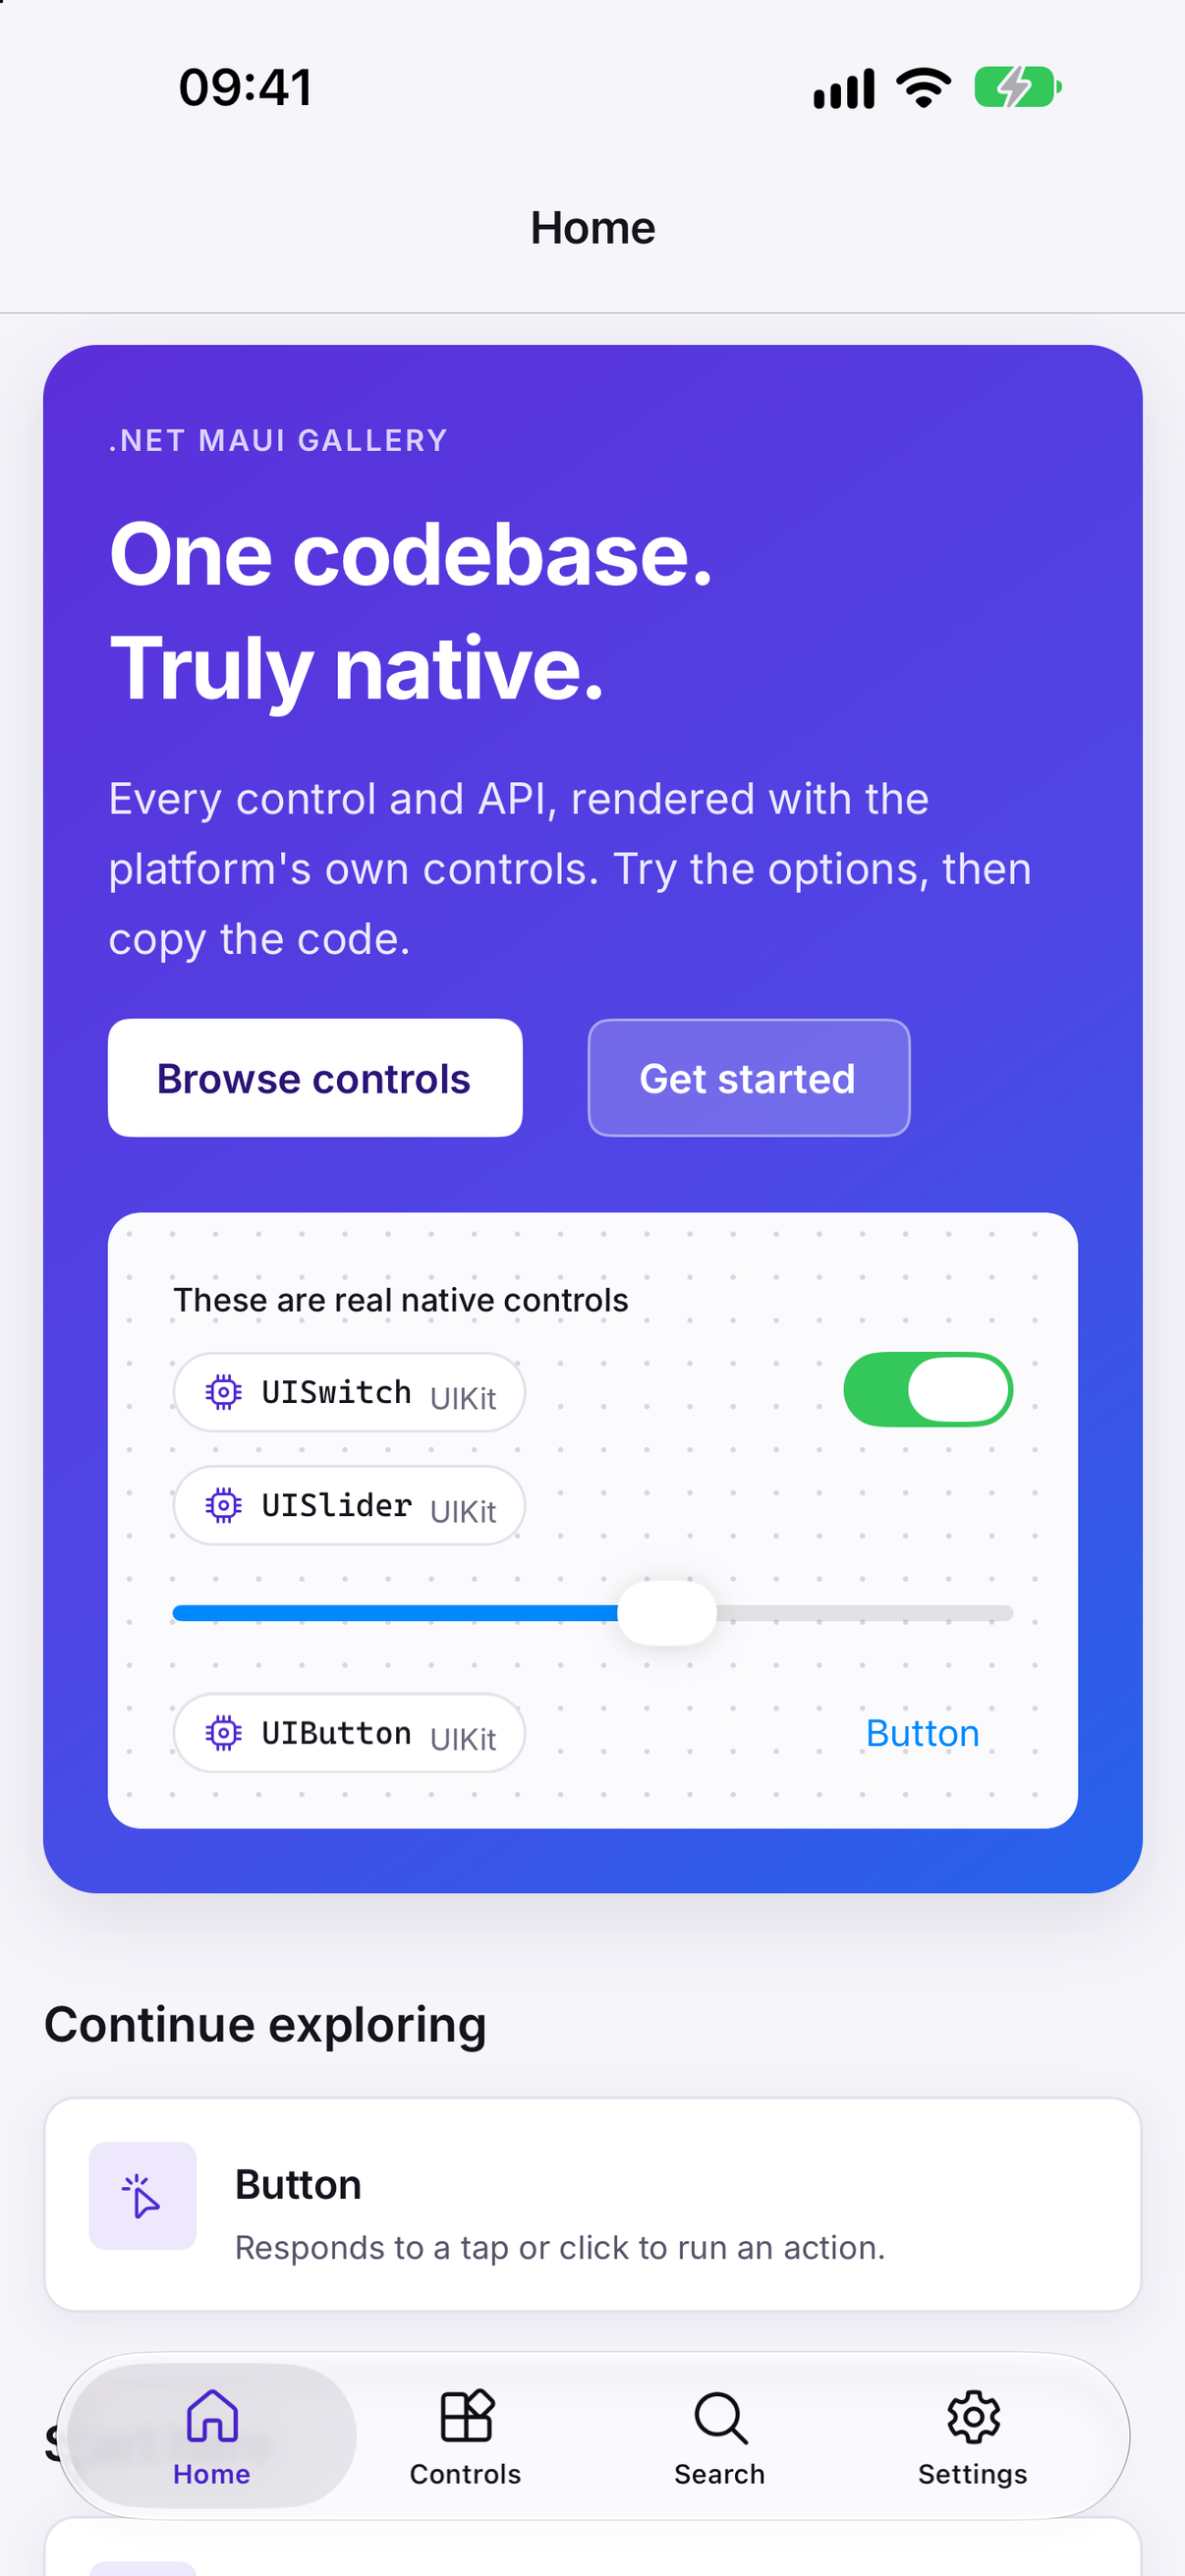 09:41
Home
.NET MAUI GALLERY
One codebase.
Truly native.
Every control and API, rendered with the
platform's own controls. Try the options, then
copy the code.
Browse controls
Get started
These are real native controls
UISwitch UIKit
UISlider UIKit
UIButton UIKit
Button
Continue exploring
Button
Responds to a tap or click to run an action.
Home
Controls
Search
Settings